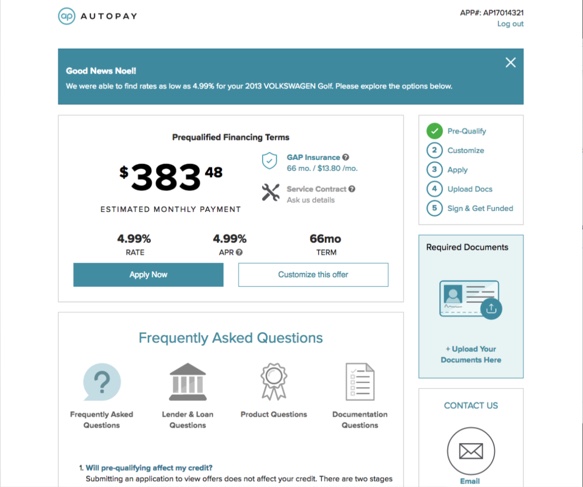 ap AUTOPAY
APP#: AP17014321
Log out
Good News Noel!
We were able to find rates as low as 4.99% for your 2013 VOLKSWAGEN Golf. Please explore the options below.
Prequalified Financing Terms
$383 48
ESTIMATED MONTHLY PAYMENT
GAP Insurance ?
66 mo. / $13.80 /mo.
Service Contract ?
Ask us details
4.99% 4.99% 66mo
RATE APR ? TERM
Apply Now Customize this offer
Pre-Qualify
2 Customize
3 Apply
4 Upload Docs
5 Sign & Get Funded
Required Documents
+ Upload Your
Documents Here
Frequently Asked Questions
?
Frequently Asked
Questions
Lender & Loan
Questions
Product Questions
Documentation
Questions
CONTACT US
Email
1. Will pre-qualifying affect my credit?
Submitting an application to view offers does not affect your credit. There are two stages